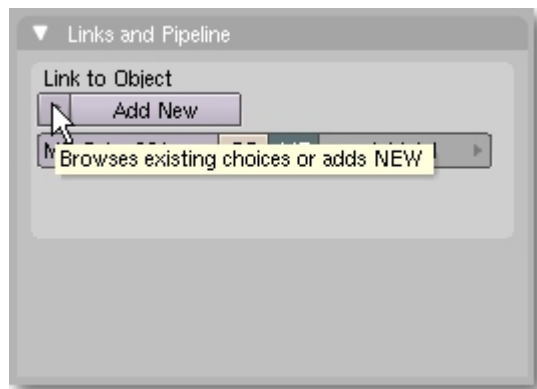 Links and Pipeline
Link to Object
Add New
Browses existing choices or adds NEW